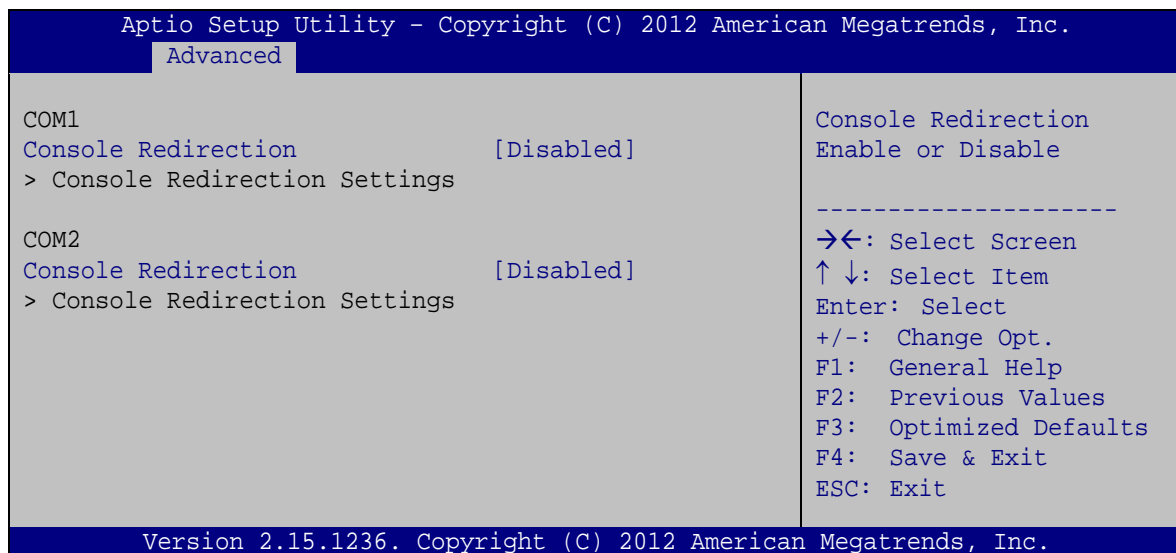 Aptio Setup Utility – Copyright (C) 2012 American Megatrends, Inc.
Advanced
COM1
Console Redirection [Disabled]
> Console Redirection Settings
COM2
Console Redirection [Disabled]
> Console Redirection Settings
Console Redirection
Enable or Disable
---------------------
→←: Select Screen
↑ ↓: Select Item
Enter: Select
+/-: Change Opt.
F1: General Help
F2: Previous Values
F3: Optimized Defaults
F4: Save & Exit
ESC: Exit
Version 2.15.1236. Copyright (C) 2012 American Megatrends, Inc.